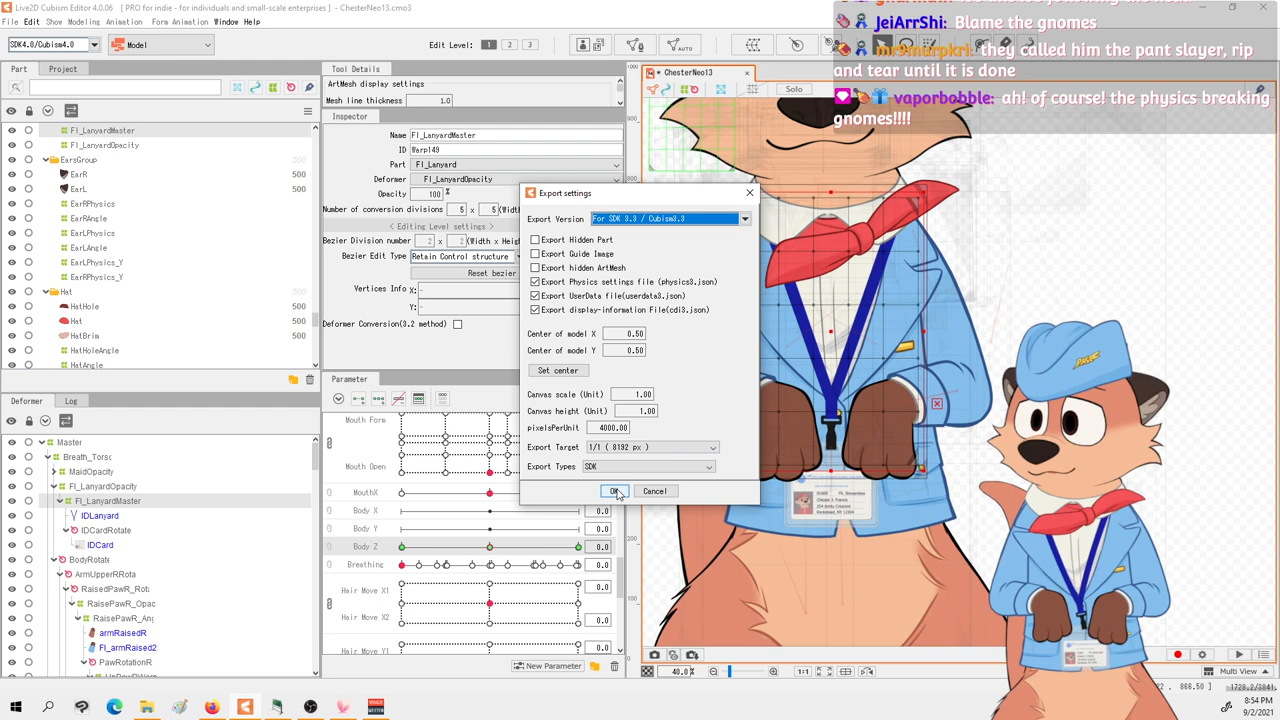 Live2D Cubism Editor 4.0.06    [ PRO for indie - for individuals and small-scale enterprises ]  - ChesterNeo13.cmo3
File  Edit  Show  Modeling  Animation  Form Animation  Window  Help
SDK4.0/Cubism4.0
Model
Edit Level:  1  2  3
AUTO
JeiArrShi: Blame the gnomes
they called him the pant slayer, rip
and tear until it is done
vaporbobble: ah! of course! the physics breaking
gnomes!!!!
Part  Project
Fl_LanyardMaster
Fl_LanyardOpacity
EarsGroup  500
EarR  500
EarL  500
EarRPhysics
EarRAngle
EarLPhysics
EarLAngle
EarLPhysics_Y
EarRPhysics_Y
Hat  500
HatHole  500
Hat  500
HatBrim  500
HatHoleAngle
HatAngle
Deformer  Log
Master
Breath_Torso
MaidOpacity
Fl_LanyardOpacity
Fl_LanyardMaster
IDLanyard
IDCardRotate
IDCard
BodyRotate
ArmUpperRRota
RaisedPawR_Rot
RaisePawR_Opac
RaisePawR_Ang
armRaisedR
Fl_armRaised2
PawRotationR
Tool Details
ArtMesh display settings
Mesh line thickness  1.0
Inspector
Name  Fl_LanyardMaster
ID  Warp149
Part  Fl_Lanyard
Deformer  Fl_LanyardOpacity
Opacity  100  %
Number of conversion divisions  5  x  5  (Width
< Editing Level settings >
Bezier Division number  2  x  2  (Width x Heigh
Bezier Edit Type  Retain Control structure
Reset bezier
Vertices Info  X:  -
Y:  -
Deformer Conversion(3.2 method)
Parameter
Mouth Form
Mouth Open
MouthX
Body X  0.0
Body Y  0.0
Body Z  0.0
Breathing  0.0
Hair Move X1  0.0
Hair Move X2  0.0
Hair Move Y1  0.0
New Parameter
Export settings
Export Version  For SDK 3.3 / Cubism3.3
Export Hidden Part
Export Guide Image
Export hidden ArtMesh
Export Physics settings file (physics3.json)
Export UserData file(userdata3.json)
Export display-information File(cdi3.json)
Center of model X  0.50
Center of model Y  0.50
Set center
Canvas scale (Unit)  1.00
Canvas height (Unit)  1.00
pixelsPerUnit  4000.00
Export Target  1/1 ( 8192 px )
Export Types  SDK
OK  Cancel
* ChesterNeo13
Solo
40.0%
1:1
Multi View
8:54 PM
9/2/2021